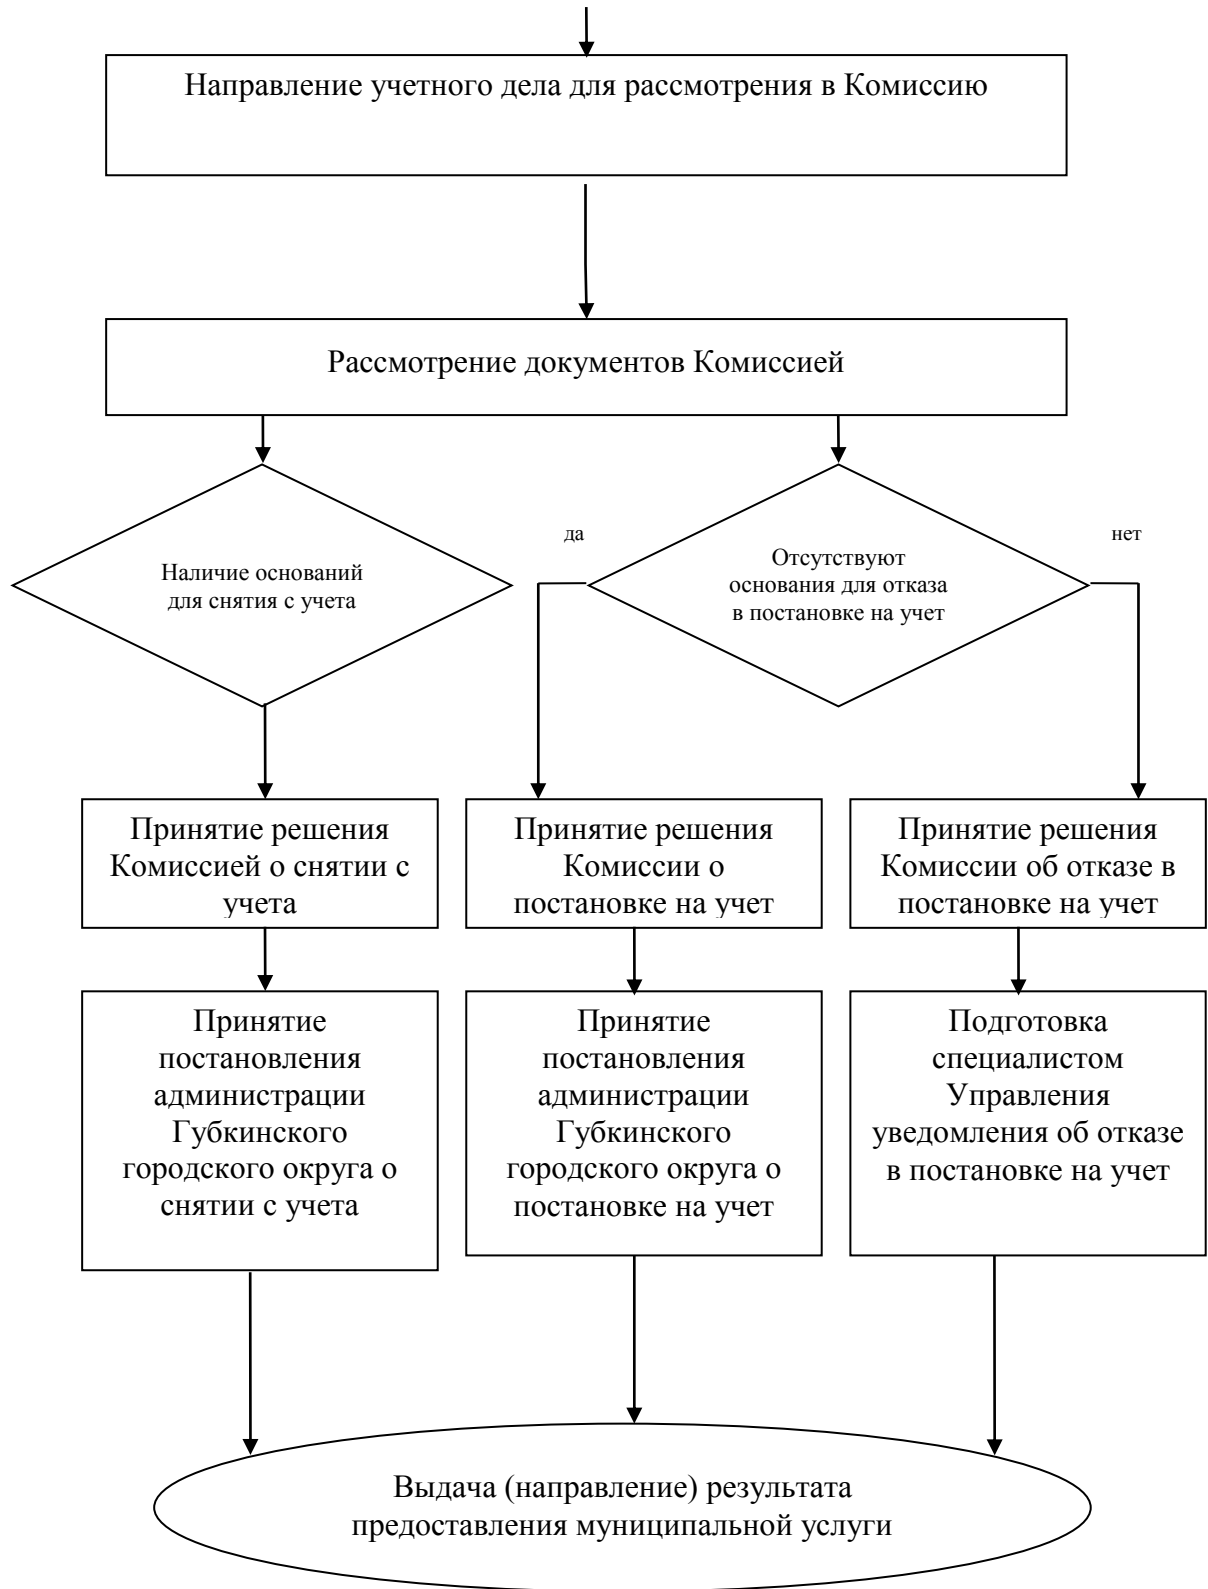 Направление учетного дела для рассмотрения в Комиссию
Рассмотрение документов Комиссией
Наличие оснований
для снятия с учета
да
Отсутствуют
основания для отказа
в постановке на учет
нет
Принятие решения
Комиссией о снятии с
учета
Принятие решения
Комиссии о
постановке на учет
Принятие решения
Комиссии об отказе в
постановке на учет
Принятие
постановления
администрации
Губкинского
городского округа о
снятии с учета
Принятие
постановления
администрации
Губкинского
городского округа о
постановке на учет
Подготовка
специалистом
Управления
уведомления об отказе
в постановке на учет
Выдача (направление) результата
предоставления муниципальной услуги